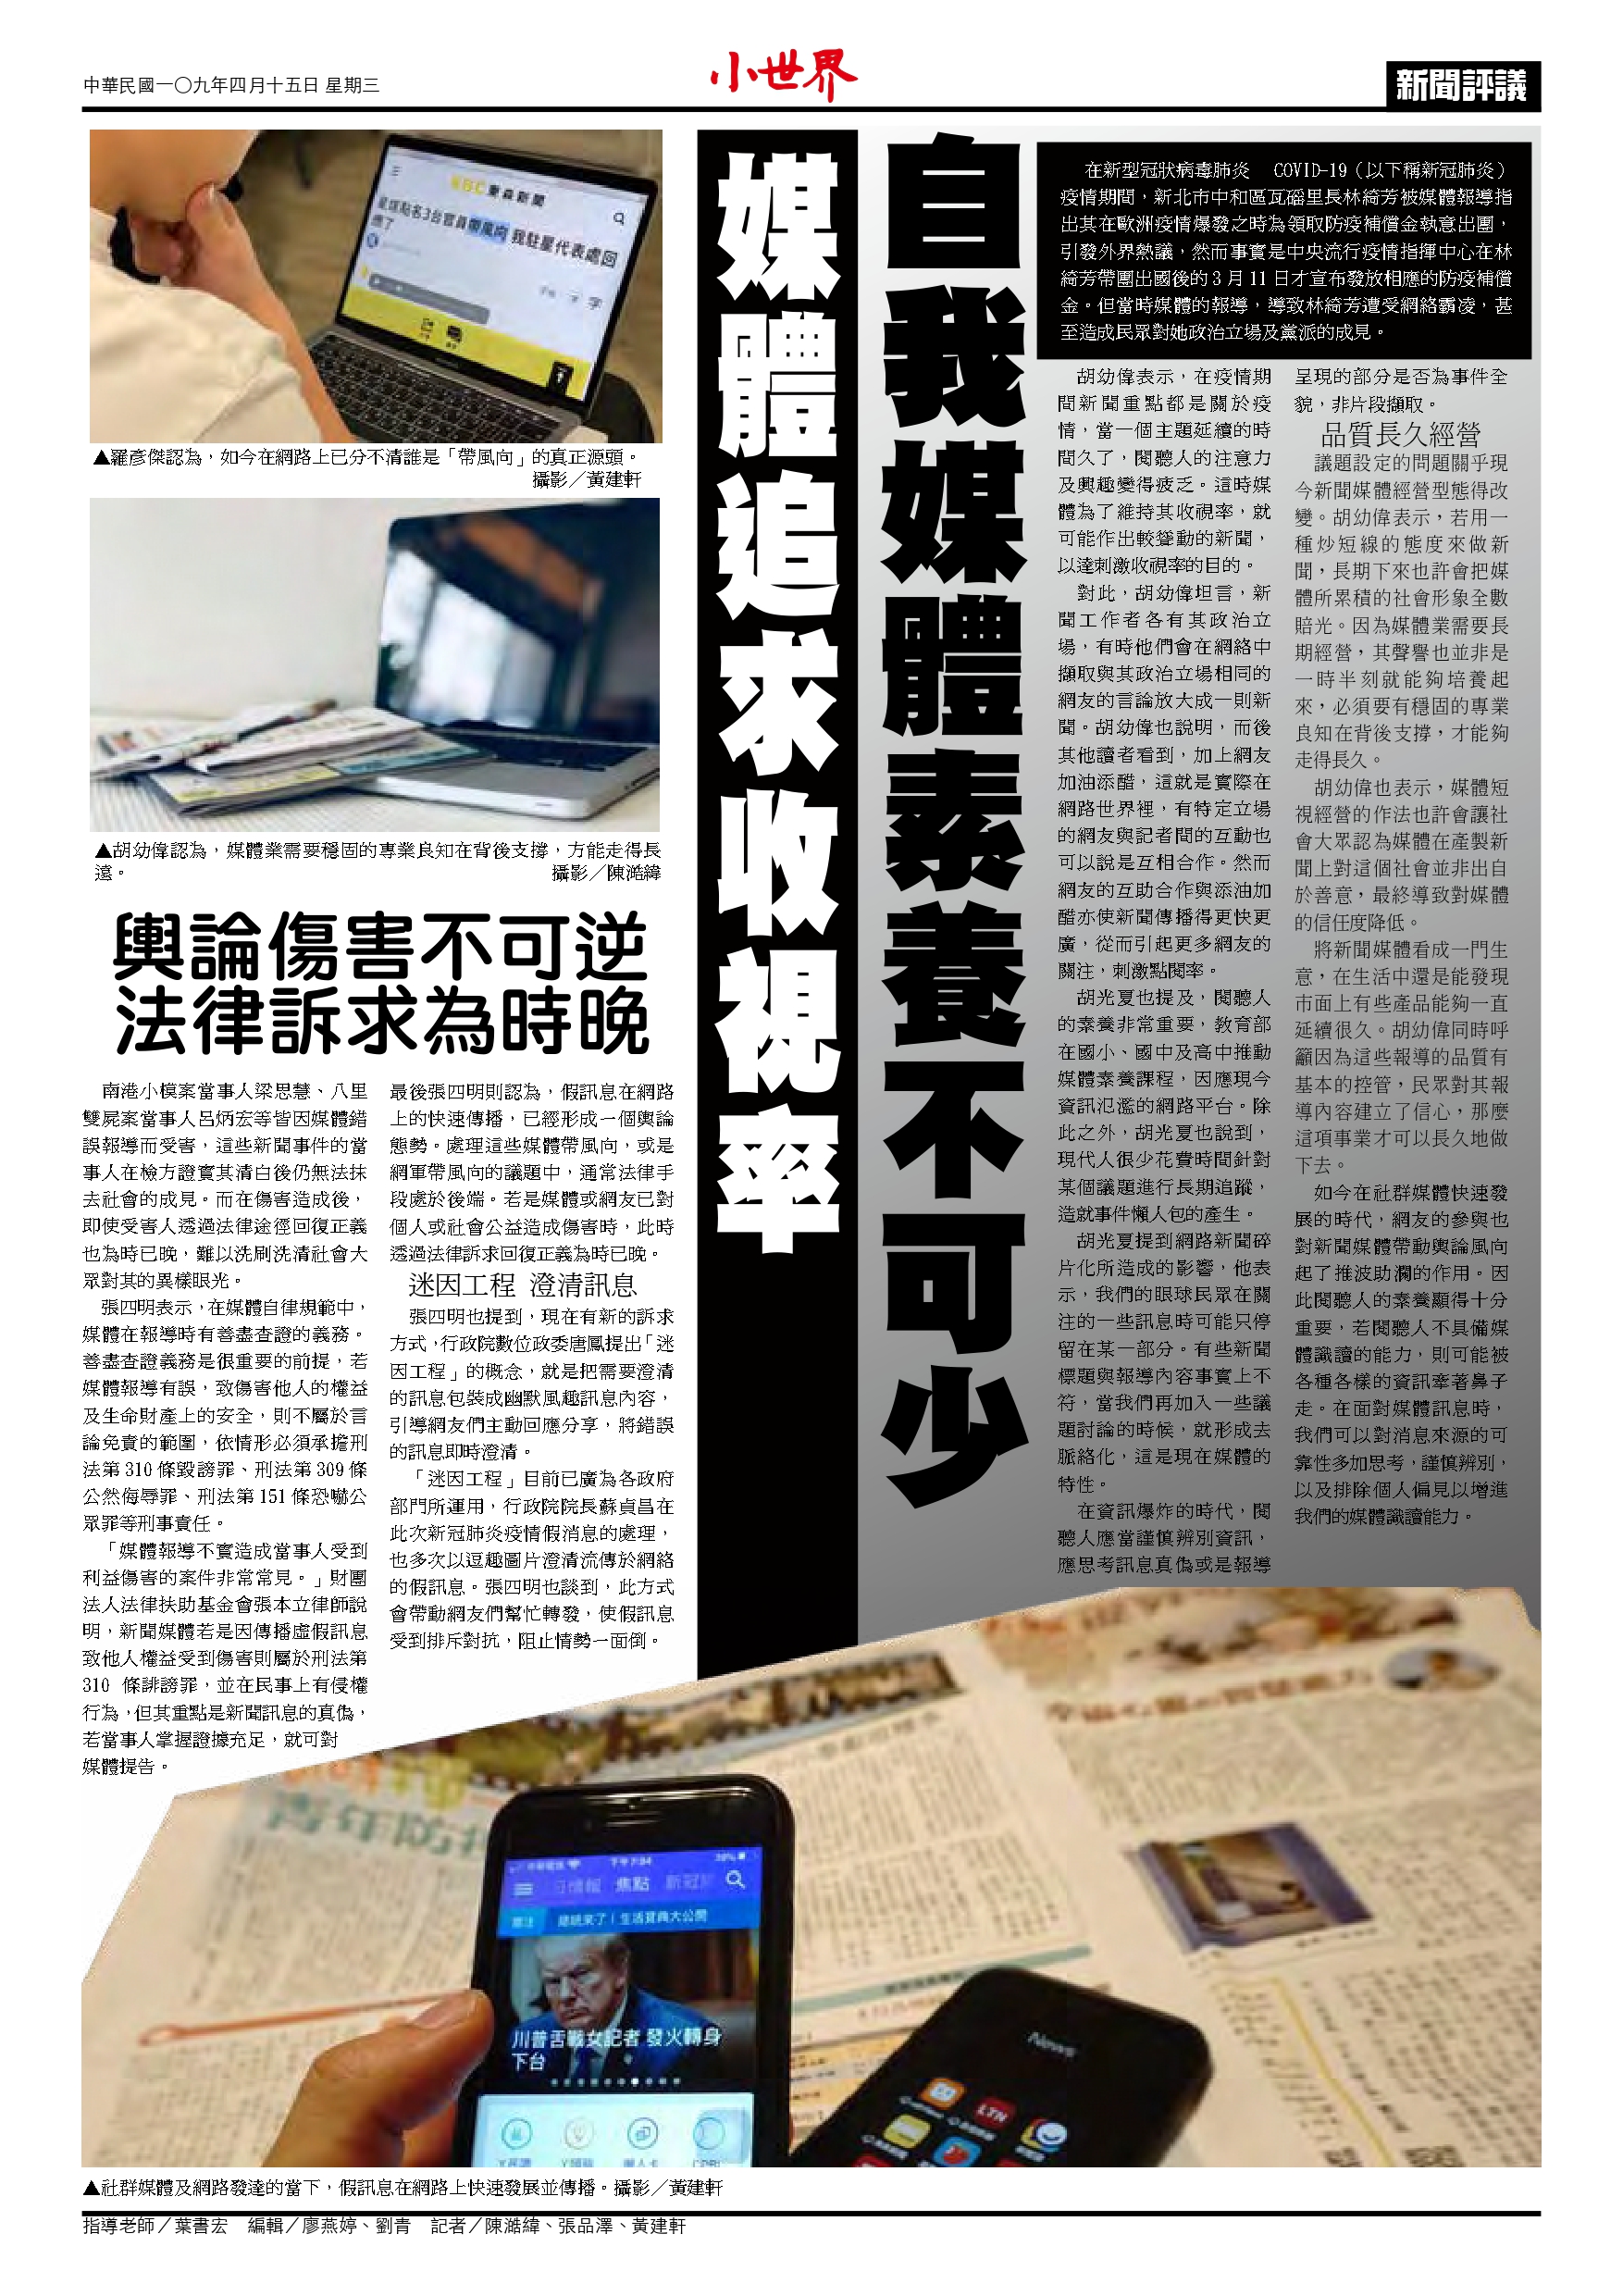 中華民國一〇九年四月十五日 星期三
小世界
新聞評議
自我媒體素養不可少
媒體追求收視率
在新型冠狀病毒肺炎　COVID-19（以下稱新冠肺炎）
疫情期間，新北市中和區瓦磘里長林綺芳被媒體報導指
出其在歐洲疫情爆發之時為領取防疫補償金執意出團，
引發外界熱議，然而事實是中央流行疫情指揮中心在林
綺芳帶團出國後的 3 月 11 日才宣布發放相應的防疫補償
金。但當時媒體的報導，導致林綺芳遭受網絡霸凌，甚
至造成民眾對她政治立場及黨派的成見。
胡幼偉表示，在疫情期
間新聞重點都是關於疫
情，當一個主題延續的時
間久了，閱聽人的注意力
及興趣變得疲乏。這時媒
體為了維持其收視率，就
可能作出較聳動的新聞，
以達刺激收視率的目的。
對此，胡幼偉坦言，新
聞工作者各有其政治立
場，有時他們會在網絡中
擷取與其政治立場相同的
網友的言論放大成一則新
聞。胡幼偉也說明，而後
其他讀者看到，加上網友
加油添醋，這就是實際在
網路世界裡，有特定立場
的網友與記者間的互動也
可以說是互相合作。然而
網友的互助合作與添油加
醋亦使新聞傳播得更快更
廣，從而引起更多網友的
關注，刺激點閱率。
胡光夏也提及，閱聽人
的素養非常重要，教育部
在國小、國中及高中推動
媒體素養課程，因應現今
資訊氾濫的網路平台。除
此之外，胡光夏也說到，
現代人很少花費時間針對
某個議題進行長期追蹤，
造就事件懶人包的產生。
胡光夏提到網路新聞碎
片化所造成的影響，他表
示，我們的眼球民眾在關
注的一些訊息時可能只停
留在某一部分。有些新聞
標題與報導內容事實上不
符，當我們再加入一些議
題討論的時候，就形成去
脈絡化，這是現在媒體的
特性。
在資訊爆炸的時代，閱
聽人應當謹慎辨別資訊，
應思考訊息真偽或是報導
呈現的部分是否為事件全
貌，非片段擷取。
品質長久經營
議題設定的問題關乎現
今新聞媒體經營型態得改
變。胡幼偉表示，若用一
種炒短線的態度來做新
聞，長期下來也許會把媒
體所累積的社會形象全數
賠光。因為媒體業需要長
期經營，其聲譽也並非是
一時半刻就能夠培養起
來，必須要有穩固的專業
良知在背後支撐，才能夠
走得長久。
胡幼偉也表示，媒體短
視經營的作法也許會讓社
會大眾認為媒體在產製新
聞上對這個社會並非出自
於善意，最終導致對媒體
的信任度降低。
將新聞媒體看成一門生
意，在生活中還是能發現
市面上有些產品能夠一直
延續很久。胡幼偉同時呼
籲因為這些報導的品質有
基本的控管，民眾對其報
導內容建立了信心，那麼
這項事業才可以長久地做
下去。
如今在社群媒體快速發
展的時代，網友的參與也
對新聞媒體帶動輿論風向
起了推波助瀾的作用。因
此閱聽人的素養顯得十分
重要，若閱聽人不具備媒
體識讀的能力，則可能被
各種各樣的資訊牽著鼻子
走。在面對媒體訊息時，
我們可以對消息來源的可
靠性多加思考，謹慎辨別，
以及排除個人偏見以增進
我們的媒體識讀能力。
EBC 東森新聞
星媒點名3台官員帶風向 我駐星代表處回
應了
▲羅彥傑認為，如今在網路上已分不清誰是「帶風向」的真正源頭。
攝影／黃建軒
▲胡幼偉認為，媒體業需要穩固的專業良知在背後支撐，方能走得長
遠。　攝影／陳澔緯
輿論傷害不可逆
法律訴求為時晚
南港小模案當事人梁思慧、八里
雙屍案當事人呂炳宏等皆因媒體錯
誤報導而受害，這些新聞事件的當
事人在檢方證實其清白後仍無法抹
去社會的成見。而在傷害造成後，
即使受害人透過法律途徑回復正義
也為時已晚，難以洗刷洗清社會大
眾對其的異樣眼光。
張四明表示，在媒體自律規範中，
媒體在報導時有善盡查證的義務。
善盡查證義務是很重要的前提，若
媒體報導有誤，致傷害他人的權益
及生命財產上的安全，則不屬於言
論免責的範圍，依情形必須承擔刑
法第 310 條毀謗罪、刑法第 309 條
公然侮辱罪、刑法第 151 條恐嚇公
眾罪等刑事責任。
「媒體報導不實造成當事人受到
利益傷害的案件非常常見。」財團
法人法律扶助基金會張本立律師說
明，新聞媒體若是因傳播虛假訊息
致他人權益受到傷害則屬於刑法第
310 條誹謗罪，並在民事上有侵權
行為，但其重點是新聞訊息的真偽，
若當事人掌握證據充足，就可對
媒體提告。
最後張四明則認為，假訊息在網路
上的快速傳播，已經形成一個輿論
態勢。處理這些媒體帶風向，或是
網軍帶風向的議題中，通常法律手
段處於後端。若是媒體或網友已對
個人或社會公益造成傷害時，此時
透過法律訴求回復正義為時已晚。
迷因工程 澄清訊息
張四明也提到，現在有新的訴求
方式，行政院數位政委唐鳳提出「迷
因工程」的概念，就是把需要澄清
的訊息包裝成幽默風趣訊息內容，
引導網友們主動回應分享，將錯誤
的訊息即時澄清。
「迷因工程」目前已廣為各政府
部門所運用，行政院院長蘇貞昌在
此次新冠肺炎疫情假消息的處理，
也多次以逗趣圖片澄清流傳於網絡
的假訊息。張四明也談到，此方式
會帶動網友們幫忙轉發，使假訊息
受到排斥對抗，阻止情勢一面倒。
青年防
焦點
關注 總統來了！生活寶典大公開
川普舌戰女記者 發火轉身
下台
News
LTN
▲社群媒體及網路發達的當下，假訊息在網路上快速發展並傳播。攝影／黃建軒
指導老師／葉書宏　編輯／廖燕婷、劉青　記者／陳澔緯、張品澤、黃建軒